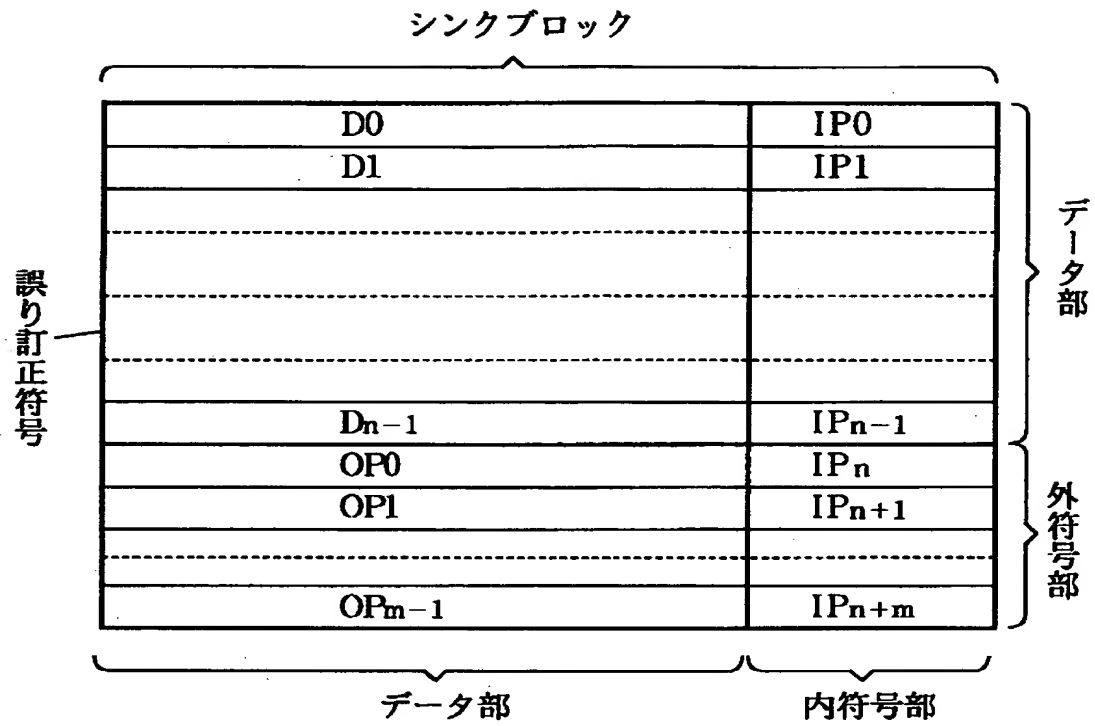 シンクブロック
D0 IP0
D1 IP1
Dn-1 IPn-1
OP0 IPn
OP1 IPn+1
OPm-1 IPn+m
誤り訂正符号
データ部
外符号部
データ部 内符号部